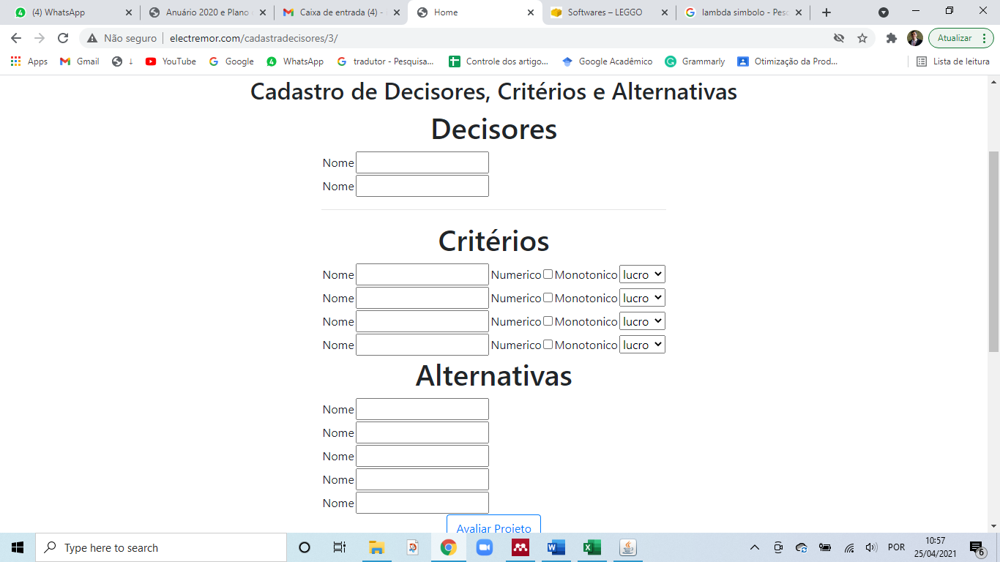 (4) WhatsApp
Anuário 2020 e Plano
Caixa de entrada (4) -
Home
Softwares – LEGGO
lambda simbolo - Pesc
Não seguro | electremor.com/cadastradecisores/3/
Atualizar
Apps
Gmail
↓
YouTube
Google
WhatsApp
tradutor - Pesquisa...
Controle dos artigo...
Google Acadêmico
Grammarly
Otimização da Prod...
Lista de leitura
Cadastro de Decisores, Critérios e Alternativas
Decisores
Nome
Nome
Critérios
Nome Numerico Monotonico lucro
Nome Numerico Monotonico lucro
Nome Numerico Monotonico lucro
Nome Numerico Monotonico lucro
Alternativas
Nome
Nome
Nome
Nome
Nome
Avaliar Projeto
Type here to search
POR
10:57
25/04/2021
6